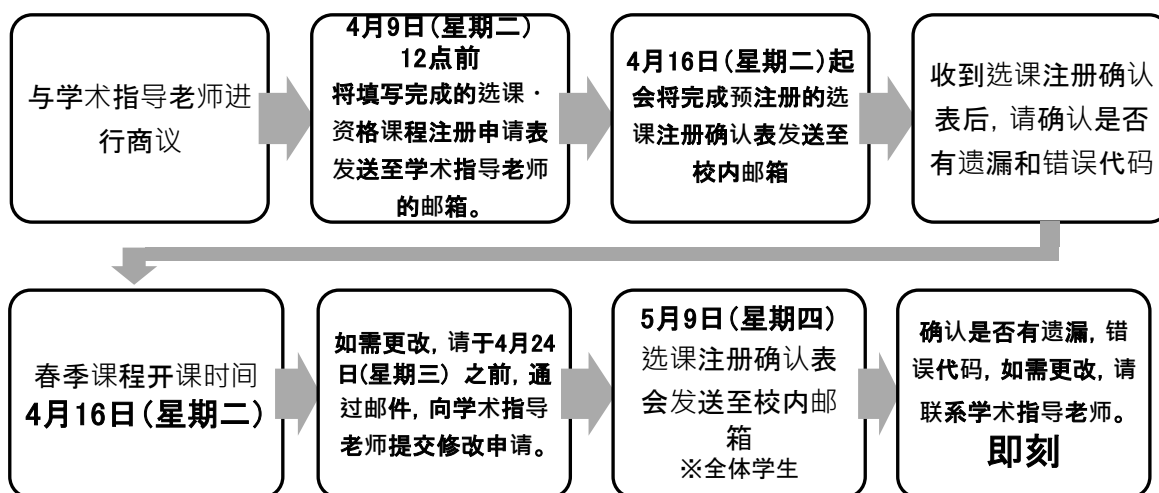 与学术指导老师进
行商议
4月9日(星期二)
12点前
将填写完成的选课·
资格课程注册申请表
发送至学术指导老师
的邮箱。
4月16日(星期二)起
会将完成预注册的选
课注册确认表发送至
校内邮箱
收到选课注册确认
表后, 请确认是否
有遗漏和错误代码
春季课程开课时间
4月16日(星期二)
如需更改, 请于4月24
日(星期三) 之前, 通
过邮件, 向学术指导
老师提交修改申请。
5月9日(星期四)
选课注册确认表
会发送至校内邮
箱
※全体学生
确认是否有遗漏, 错
误代码, 如需更改, 请
联系学术指导老师。
即刻